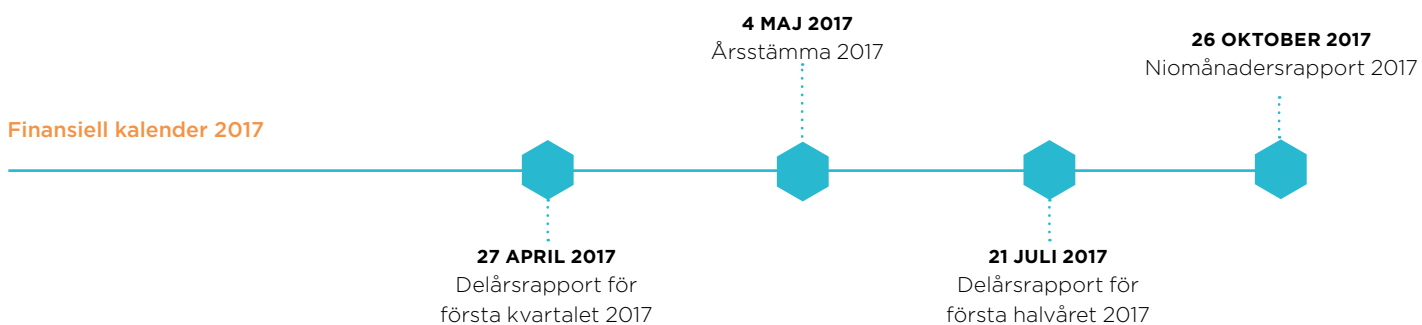 Finansiell kalender 2017
27 APRIL 2017
Delårsrapport för
första kvartalet 2017
4 MAJ 2017
Årsstämma 2017
21 JULI 2017
Delårsrapport för
första halvåret 2017
26 OKTOBER 2017
Niomånadersrapport 2017